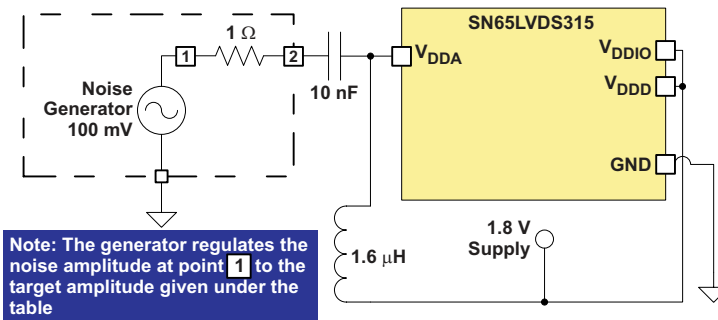 SN65LVDS315
1 Ω
1
2
VDDA
VDDIO
VDDD
GND
10 nF
Noise
Generator
100 mV
1.8 V
Supply
1.6 μH
Note: The generator regulates the
noise amplitude at point 1 to the
target amplitude given under the
table